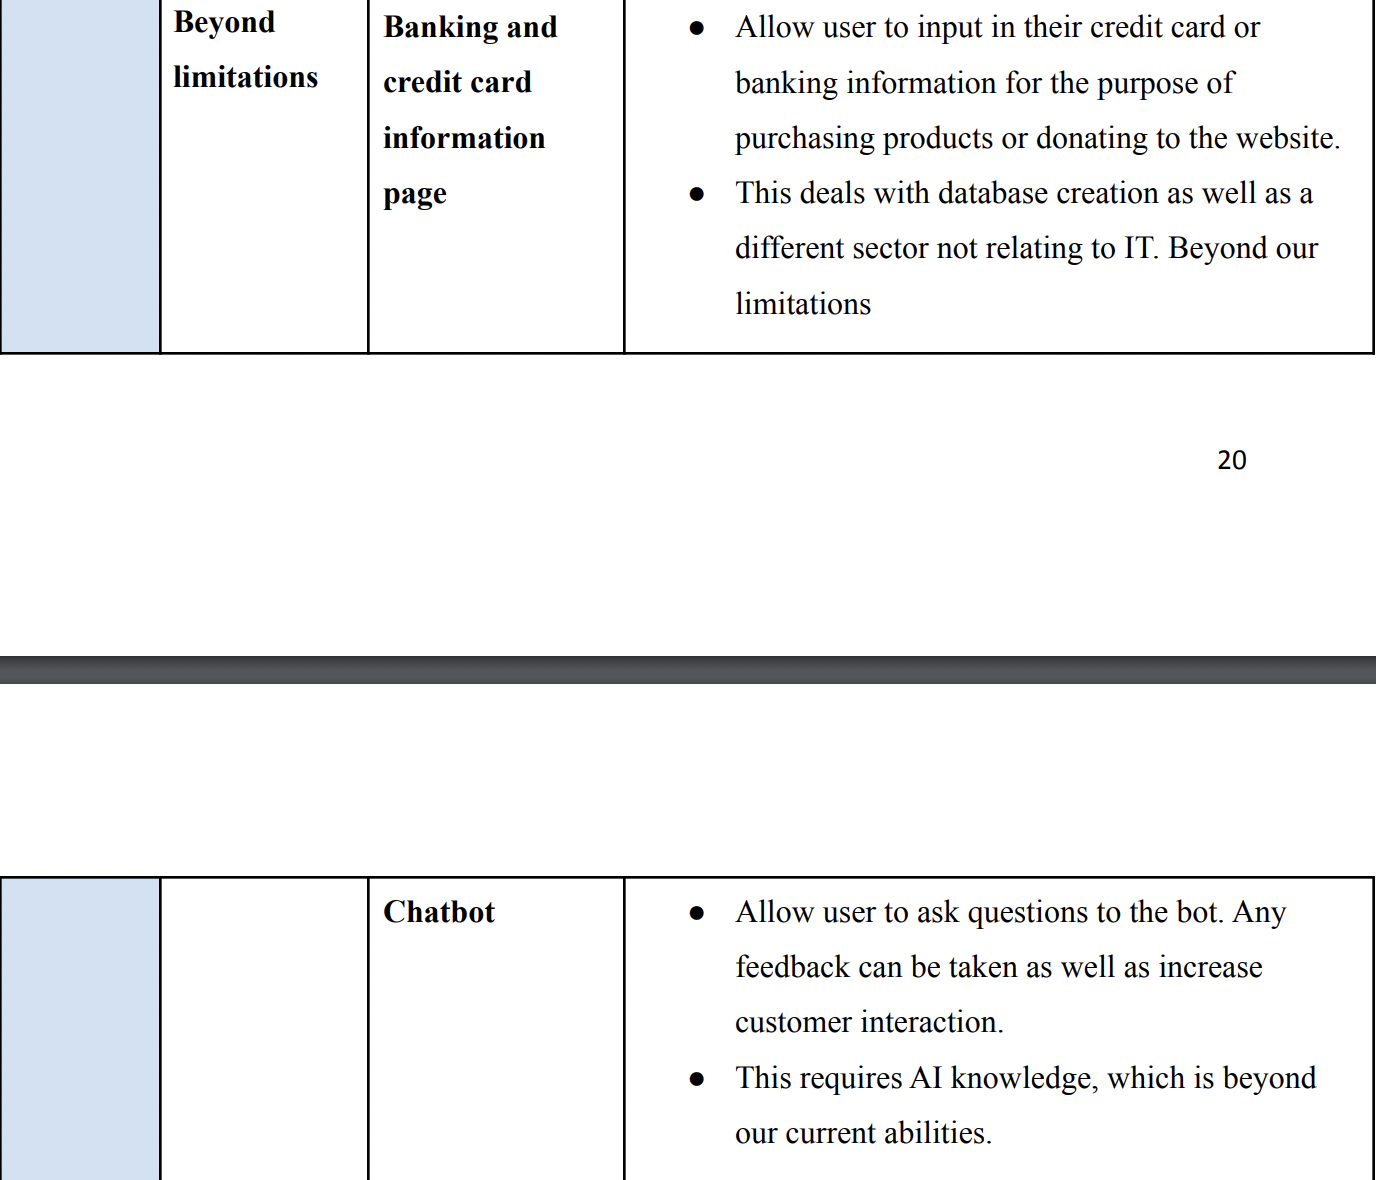 Beyond
limitations
Banking and
credit card
information
page
● Allow user to input in their credit card or
banking information for the purpose of
purchasing products or donating to the website.
● This deals with database creation as well as a
different sector not relating to IT. Beyond our
limitations
20
Chatbot
● Allow user to ask questions to the bot. Any
feedback can be taken as well as increase
customer interaction.
● This requires AI knowledge, which is beyond
our current abilities.